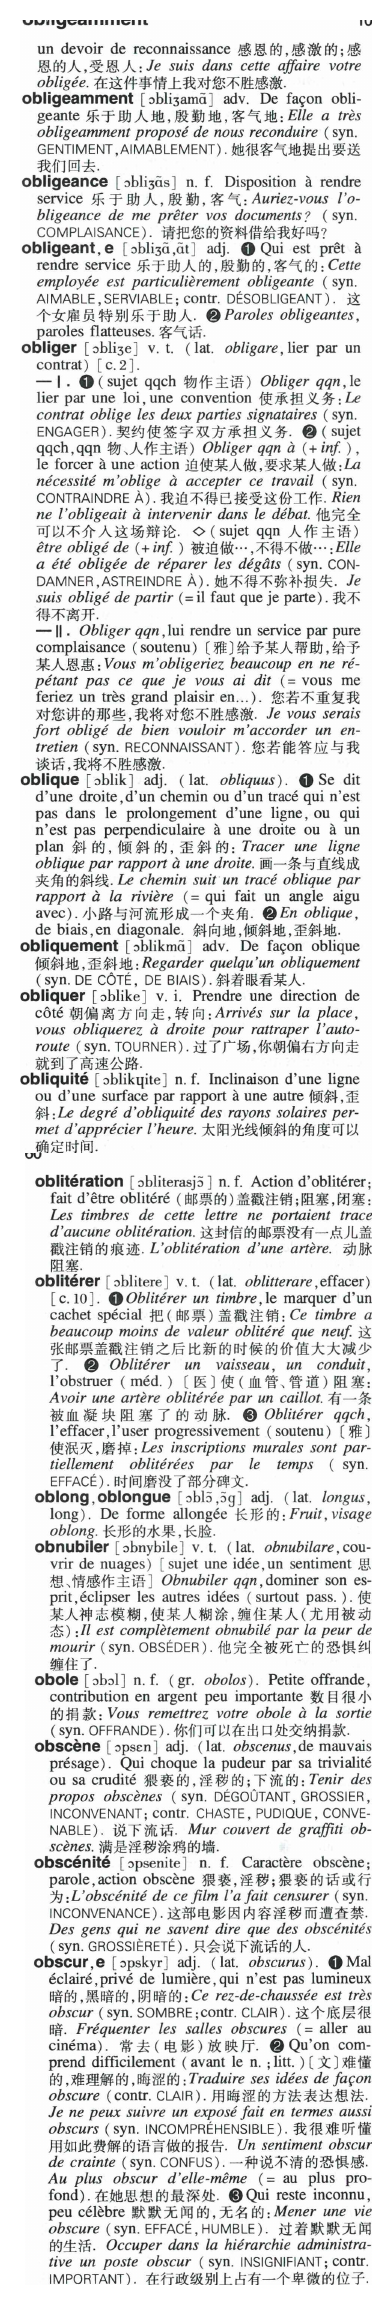 obligeamment
un devoir de reconnaissance 感恩的,感激的;感
恩的人,受恩人:Je suis dans cette affaire votre
obligée. 在这件事情上我对您不胜感激.
obligeamment [ɔbliʒamɑ̃] adv. De façon obli-
geante 乐于助人地,殷勤地,客气地:Elle a très
obligeamment proposé de nous reconduire (syn.
GENTIMENT,AIMABLEMENT). 她很客气地提出要送
我们回去.
obligeance [ɔbliʒɑ̃s] n. f. Disposition à rendre
service 乐于助人,殷勤,客气:Auriez-vous l'o-
bligeance de me prêter vos documents? (syn.
COMPLAISANCE). 请把您的资料借给我好吗?
obligeant,e [ɔbliʒɑ̃,ɑ̃t] adj. ❶ Qui est prêt à
rendre service 乐于助人的,殷勤的,客气的:Cette
employée est particulièrement obligeante (syn.
AIMABLE,SERVIABLE; contr. DÉSOBLIGEANT). 这
个女雇员特别乐于助人. ❷ Paroles obligeantes,
paroles flatteuses. 客气话.
obliger [ɔbliʒe] v. t. (lat. obligare,lier par un
contrat) [c. 2].
— I. ❶ (sujet qqch 物作主语) Obliger qqn,le
lier par une loi,une convention 使承担义务:Le
contrat oblige les deux parties signataires (syn.
ENGAGER). 契约使签字双方承担义务. ❷ (sujet
qqch,qqn 物、人作主语) Obliger qqn à (+inf.),
le forcer à une action 迫使某人做,要求某人做:La
nécessité m'oblige à accepter ce travail (syn.
CONTRAINDRE À). 我迫不得已接受这份工作. Rien
ne l'obligeait à intervenir dans le débat. 他完全
可以不介入这场辩论. ◇ (sujet qqn 人作主语)
être obligé de (+inf.) 被迫做…,不得不做…:Elle
a été obligée de réparer les dégâts (syn. CON-
DAMNER,ASTREINDRE À). 她不得不弥补损失. Je
suis obligé de partir (=il faut que je parte). 我不
得不离开.
— II. Obliger qqn,lui rendre un service par pure
complaisance (soutenu) 〔雅〕给予某人帮助,给予
某人恩惠:Vous m'obligeriez beaucoup en ne ré-
pétant pas ce que je vous ai dit (= vous me
feriez un très grand plaisir en...). 您若不重复我
对您讲的那些,我将对您不胜感激. Je vous serais
fort obligé de bien vouloir m'accorder un en-
tretien (syn. RECONNAISSANT). 您若能答应与我
谈话,我将不胜感激.
oblique [ɔblik] adj. (lat. obliquus). ❶ Se dit
d'une droite,d'un chemin ou d'un tracé qui n'est
pas dans le prolongement d'une ligne, ou qui
n'est pas perpendiculaire à une droite ou à un
plan 斜的,倾斜的,歪斜的: Tracer une ligne
oblique par rapport à une droite. 画一条与直线成
夹角的斜线. Le chemin suit un tracé oblique par
rapport à la rivière (= qui fait un angle aigu
avec). 小路与河流形成一个夹角. ❷ En oblique,
de biais,en diagonale. 斜向地,倾斜地,歪斜地.
obliquement [ɔblikmɑ̃] adv. De façon oblique
倾斜地,歪斜地:Regarder quelqu'un obliquement
(syn. DE CÔTÉ, DE BIAIS). 斜着眼看某人.
obliquer [ɔblike] v. i. Prendre une direction de
côté 朝偏离方向走,转向:Arrivés sur la place,
vous obliquerez à droite pour rattraper l'auto-
route (syn. TOURNER). 过了广场,你朝偏右方向走
就到了高速公路.
obliquité [ɔblikɥite] n. f. Inclinaison d'une ligne
ou d'une surface par rapport à une autre 倾斜,歪
斜:Le degré d'obliquité des rayons solaires per-
met d'apprécier l'heure. 太阳光线倾斜的角度可以
确定时间.
oblitération [ɔbliterasjɔ̃] n. f. Action d'oblitérer;
fait d'être oblitéré (邮票的)盖戳注销;阻塞,闭塞:
Les timbres de cette lettre ne portaient trace
d'aucune oblitération. 这封信的邮票没有一点儿盖
戳注销的痕迹. L'oblitération d'une artère. 动脉
阻塞.
oblitérer [ɔblitere] v. t. (lat. oblitterare,effacer)
[c. 10]. ❶ Oblitérer un timbre,le marquer d'un
cachet spécial 把(邮票)盖戳注销:Ce timbre a
beaucoup moins de valeur oblitéré que neuf. 这
张邮票盖戳注销之后比新的时候的价值大大减少
了. ❷ Oblitérer un vaisseau, un conduit,
l'obstruer (méd.) 〔医〕使(血管、管道)阻塞:
Avoir une artère oblitérée par un caillot. 有一条
被血凝块阻塞了的动脉. ❸ Oblitérer qqch,
l'effacer,l'user progressivement (soutenu) 〔雅〕
使泯灭,磨掉:Les inscriptions murales sont par-
tiellement oblitérées par le temps (syn.
EFFACÉ). 时间磨没了部分碑文.
oblong,oblongue [ɔblɔ̃,ɔ̃g] adj. (lat. longus,
long). De forme allongée 长形的:Fruit,visage
oblong. 长形的水果,长脸.
obnubiler [ɔbnybile] v. t. (lat. obnubilare,cou-
vrir de nuages) [sujet une idée,un sentiment 思
想、情感作主语] Obnubiler qqn,dominer son es-
prit,éclipser les autres idées (surtout pass.). 使
某人神志模糊,使某人糊涂,缠住某人(尤用被动
态):Il est complètement obnubilé par la peur de
mourir (syn. OBSÉDER). 他完全被死亡的恐惧纠
缠住了.
obole [ɔbɔl] n. f. (gr. obolos). Petite offrande,
contribution en argent peu importante 数目很小
的捐款:Vous remettrez votre obole à la sortie
(syn. OFFRANDE). 你们可以在出口处交纳捐款.
obscène [ɔpsɛn] adj. (lat. obscenus,de mauvais
présage). Qui choque la pudeur par sa trivialité
ou sa crudité 猥亵的,淫秽的;下流的:Tenir des
propos obscènes (syn. DÉGOÛTANT, GROSSIER,
INCONVENANT; contr. CHASTE, PUDIQUE, CONVE-
NABLE). 说下流话. Mur couvert de graffiti ob-
scènes. 满是淫秽涂鸦的墙.
obscénité [ɔpsenite] n. f. Caractère obscène;
parole,action obscène 猥亵,淫秽;猥亵的话或行
为:L'obscénité de ce film l'a fait censurer (syn.
INCONVENANCE). 这部电影因内容淫秽而遭查禁.
Des gens qui ne savent dire que des obscénités
(syn. GROSSIÈRETÉ). 只会说下流话的人.
obscur,e [ɔpskyr] adj. (lat. obscurus). ❶ Mal
éclairé,privé de lumière,qui n'est pas lumineux
暗的,黑暗的,阴暗的:Ce rez-de-chaussée est très
obscur (syn. SOMBRE;contr. CLAIR). 这个底层很
暗. Fréquenter les salles obscures (= aller au
cinéma). 常去(电影)放映厅. ❷ Qu'on com-
prend difficilement (avant le n.;litt.)〔文〕难懂
的,难理解的,晦涩的:Traduire ses idées de façon
obscure (contr. CLAIR). 用晦涩的方法表达想法.
Je ne peux suivre un exposé fait en termes aussi
obscurs (syn. INCOMPRÉHENSIBLE). 我很难听懂
用如此费解的语言做的报告. Un sentiment obscur
de crainte (syn. CONFUS). 一种说不清的恐惧感.
Au plus obscur d'elle-même (= au plus pro-
fond). 在她思想的最深处. ❸ Qui reste inconnu,
peu célèbre 默默无闻的,无名的:Mener une vie
obscure (syn. EFFACÉ,HUMBLE). 过着默默无闻
的生活. Occuper dans la hiérarchie administra-
tive un poste obscur (syn. INSIGNIFIANT; contr.
IMPORTANT). 在行政级别上占有一个卑微的位子.